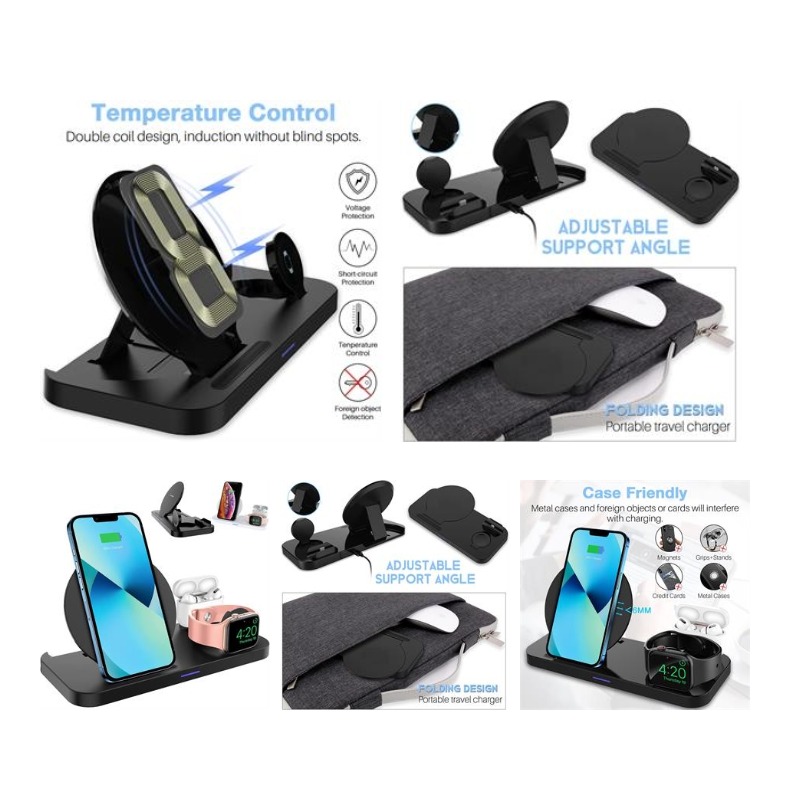 Temperature Control
Double coil design, induction without blind spots.
Voltage
Protection
Short-circuit
Protection
Temperature
Control
Foreign object
Detection
ADJUSTABLE
SUPPORT ANGLE
FOLDING DESIGN
Portable travel charger
4:20
ADJUSTABLE
SUPPORT ANGLE
FOLDING DESIGN
Portable travel charger
Case Friendly
Metal cases and foreign objects or cards will interfere
with charging.
Magnets
Grips+Stands
Credit Cards
Metal Cases
<6MM
4:20